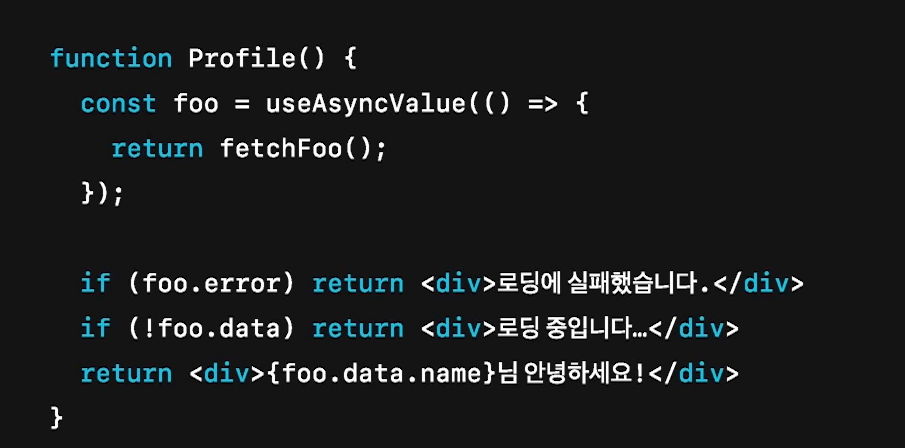 function Profile() {
const foo = useAsyncValue(() => {
return fetchFoo();
});
if (foo.error) return <div>로딩에 실패했습니다.</div>
if (!foo.data) return <div>로딩 중입니다…</div>
return <div>{foo.data.name}님 안녕하세요!</div>
}